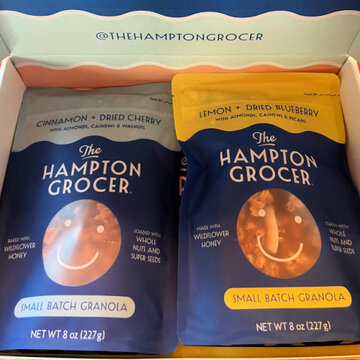 @THEHAMPTONGROCER
CINNAMON + DRIED CHERRY
WITH ALMONDS, CASHEWS & WALNUTS
The
HAMPTON
GROCER
BAKED WITH
WILDFLOWER
HONEY
LOADED WITH
WHOLE
NUTS AND
SUPER SEEDS
SMALL BATCH GRANOLA
NET WT 8 oz (227g)
LEMON + DRIED BLUEBERRY
WITH ALMONDS, CASHEWS & PECANS
The
HAMPTON
GROCER
MADE WITH
WILDFLOWER
HONEY
LOADED WITH
WHOLE
NUTS AND
SUPER SEEDS
SMALL BATCH GRANOLA
NET WT 8 oz (227g)